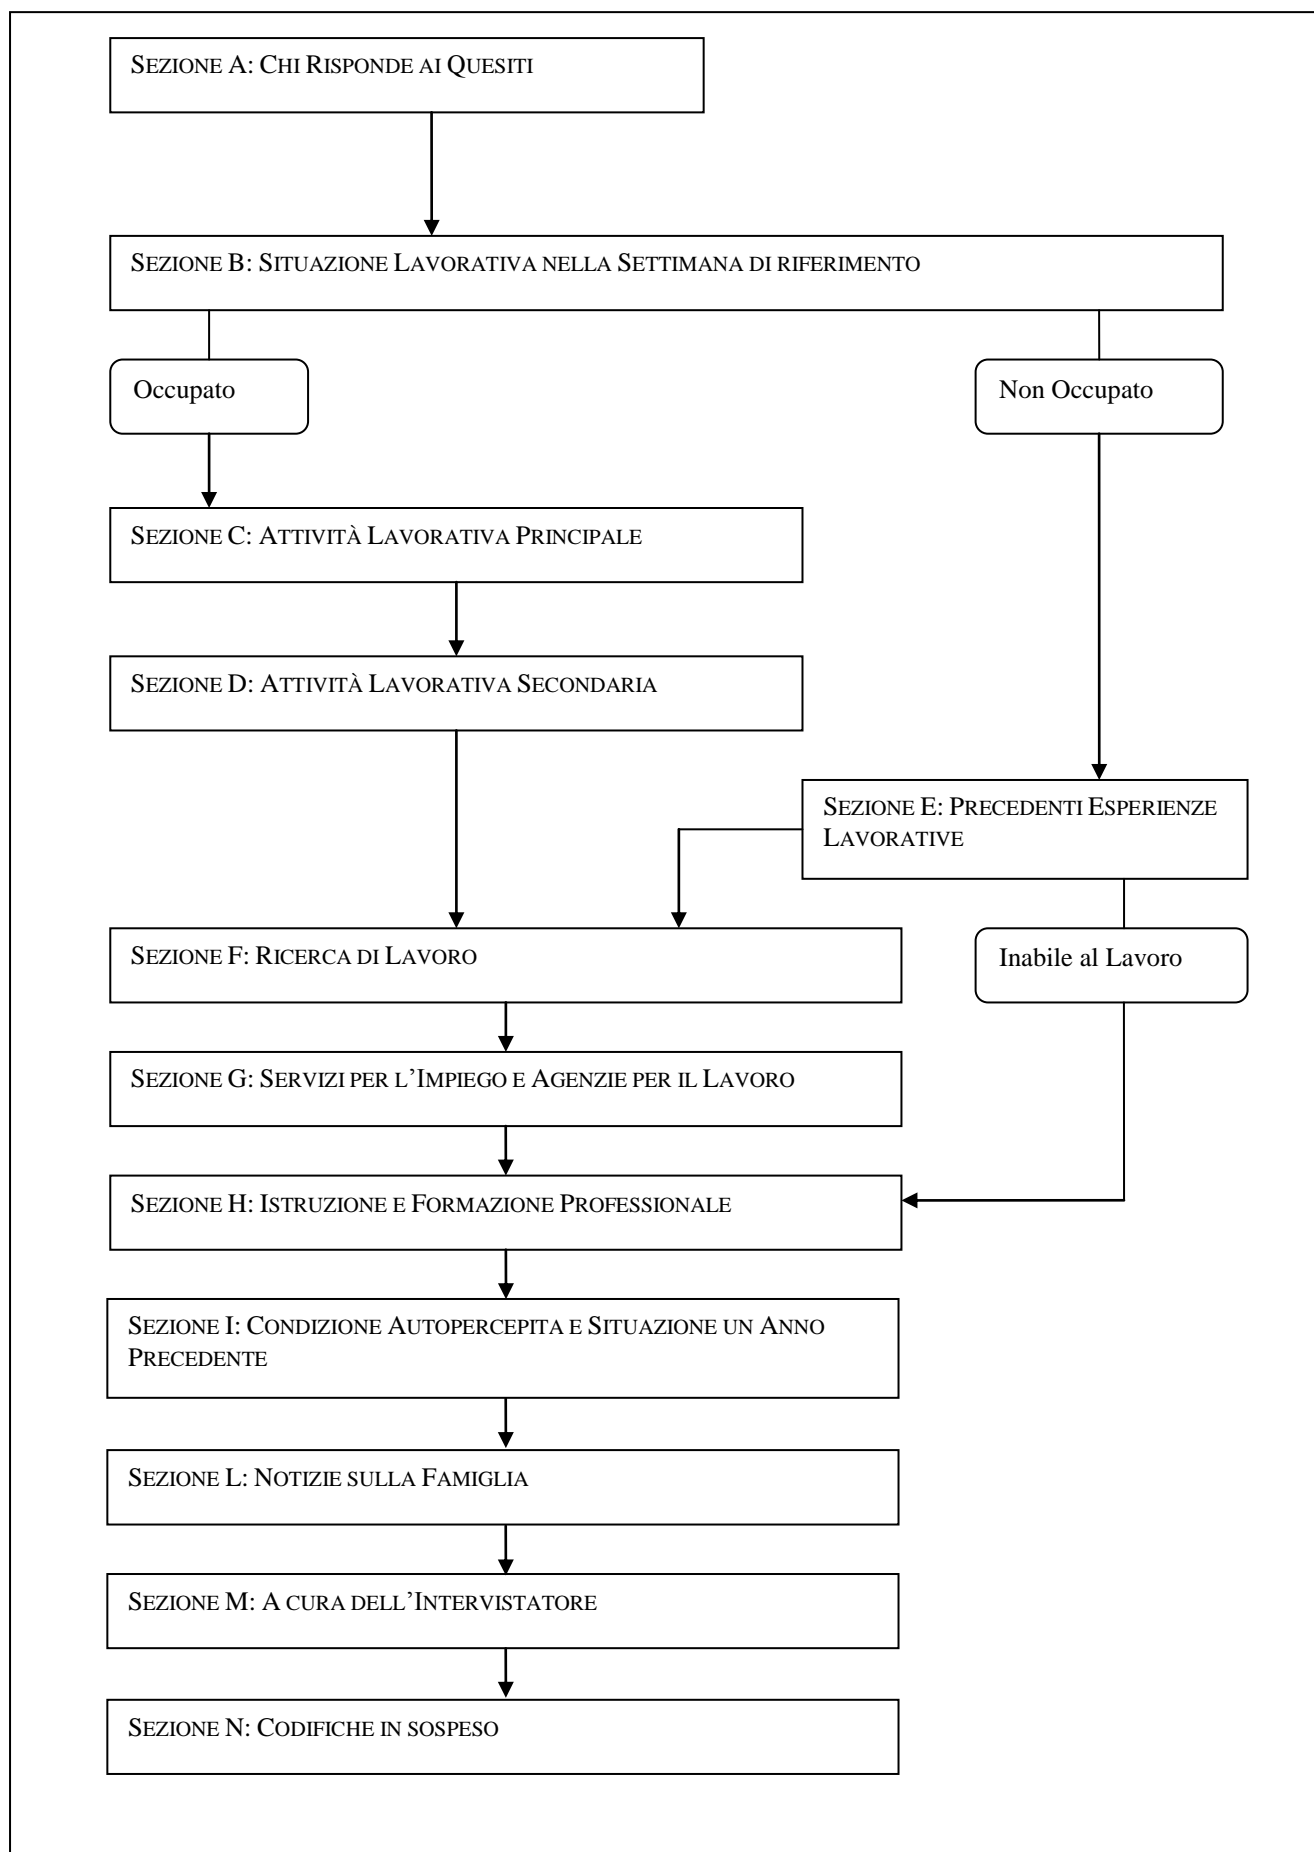 SEZIONE A: CHI RISPONDE AI QUESITI
SEZIONE B: SITUAZIONE LAVORATIVA NELLA SETTIMANA DI RIFERIMENTO
Occupato
Non Occupato
SEZIONE C: ATTIVITÀ LAVORATIVA PRINCIPALE
SEZIONE D: ATTIVITÀ LAVORATIVA SECONDARIA
SEZIONE E: PRECEDENTI ESPERIENZE
LAVORATIVE
SEZIONE F: RICERCA DI LAVORO
Inabile al Lavoro
SEZIONE G: SERVIZI PER L’IMPIEGO E AGENZIE PER IL LAVORO
SEZIONE H: ISTRUZIONE E FORMAZIONE PROFESSIONALE
SEZIONE I: CONDIZIONE AUTOPERCEPITA E SITUAZIONE UN ANNO
PRECEDENTE
SEZIONE L: NOTIZIE SULLA FAMIGLIA
SEZIONE M: A CURA DELL’INTERVISTATORE
SEZIONE N: CODIFICHE IN SOSPESO